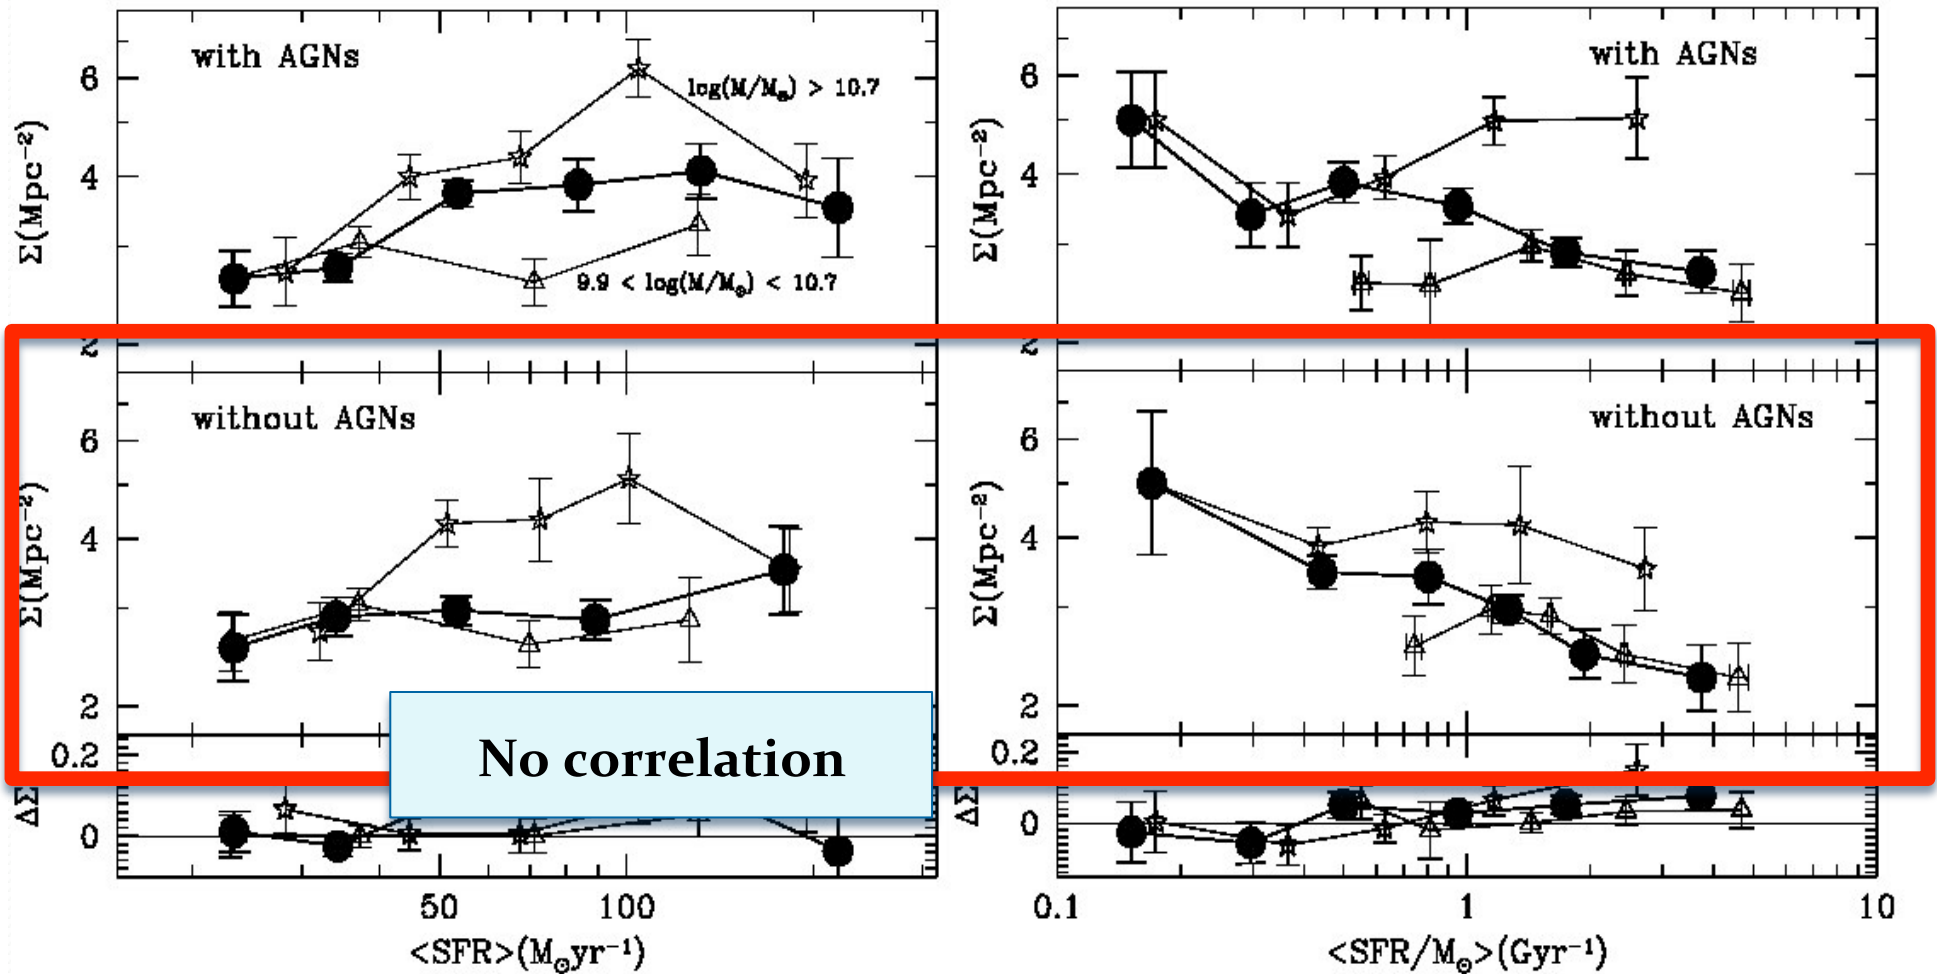 with AGNs
log(M/M⊙) > 10.7
9.9 < log(M/M⊙) < 10.7
Σ(Mpc⁻²)
6
4
2
with AGNs
Σ(Mpc⁻²)
6
4
2
without AGNs
Σ(Mpc⁻²)
6
4
2
without AGNs
Σ(Mpc⁻²)
6
4
2
No correlation
ΔΣ
0.2
0
ΔΣ
0.2
0
50 100
<SFR>(M⊙yr⁻¹)
0.1 1 10
<SFR/M⊙>(Gyr⁻¹)